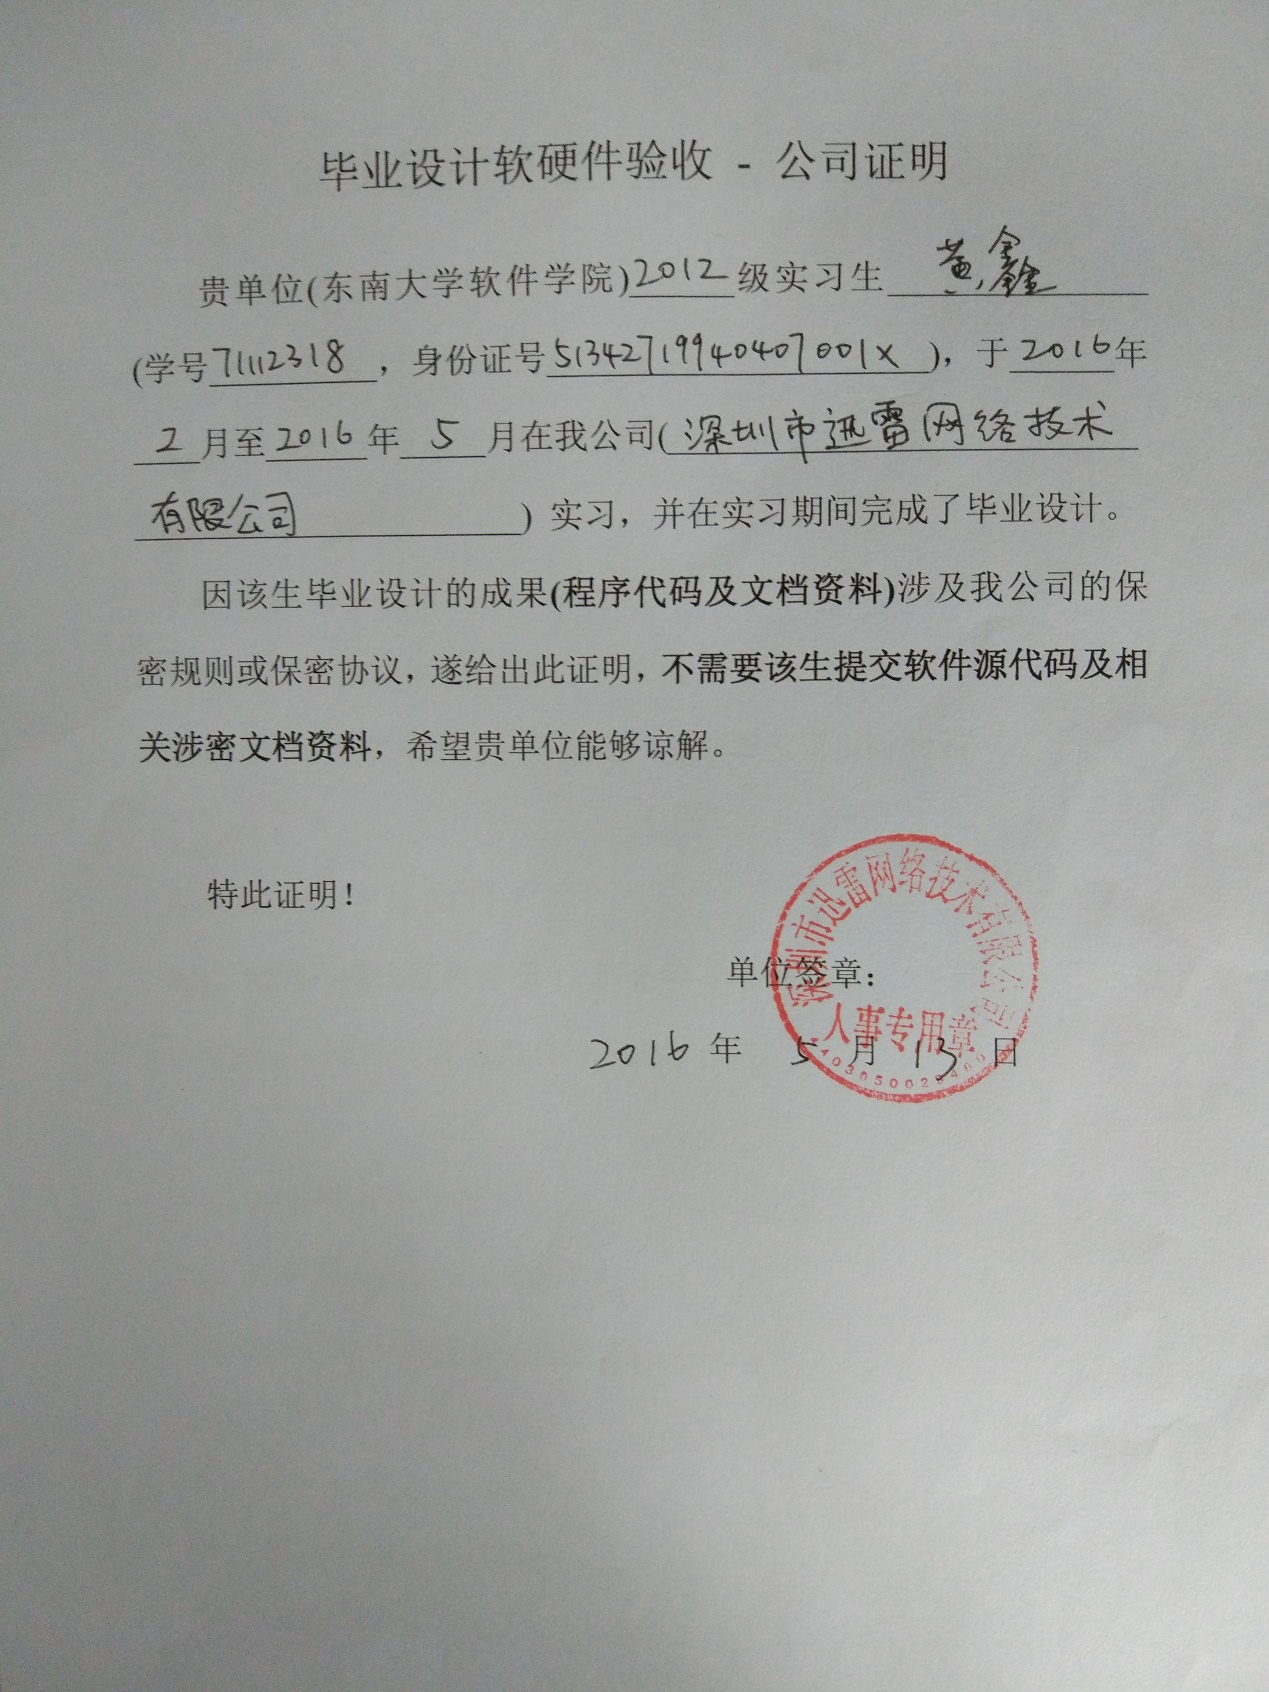 毕业设计软硬件验收 - 公司证明
贵单位(东南大学软件学院)2012级实习生 黄鑫
(学号71112318，身份证号51342719940407001X)，于2016年
2月至2016年5月在我公司(深圳市迅雷网络技术
有限公司) 实习，并在实习期间完成了毕业设计。
因该生毕业设计的成果(程序代码及文档资料)涉及我公司的保
密规则或保密协议，遂给出此证明，不需要该生提交软件源代码及相
关涉密文档资料，希望贵单位能够谅解。
特此证明！
深圳市迅雷网络技术有限公司
单位签章：
人事专用章
2016年 5月 13日